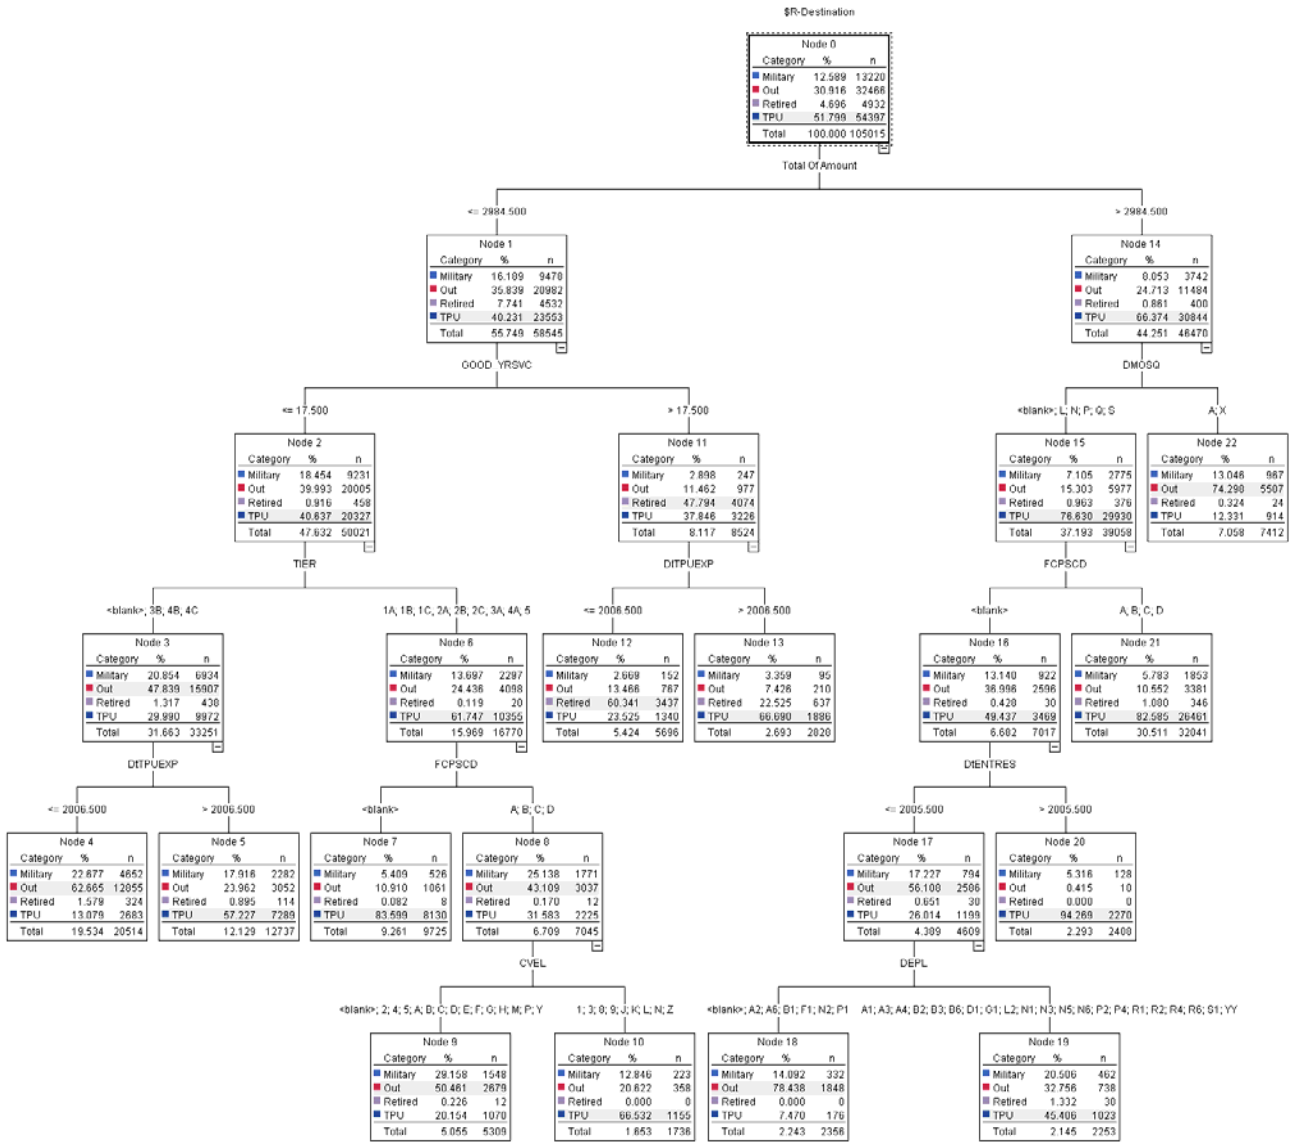 $R-Destination
Node 0
Category % n
Military 12.589 13220
Out 30.916 32466
Retired 4.696 4932
TPU 51.799 54397
Total 100.000 105015
Total Of Amount
<= 2984.500
> 2984.500
Node 1
Category % n
Military 16.189 9478
Out 35.839 20982
Retired 7.741 4532
TPU 40.231 23553
Total 55.749 58545
Node 14
Category % n
Military 8.053 3742
Out 24.713 11484
Retired 0.861 400
TPU 66.374 30844
Total 44.251 46470
GOOD_YRSVC
DMOSQ
<= 17.500
> 17.500
<blank>; L; N; P; Q; S
A; X
Node 2
Category % n
Military 18.454 9231
Out 39.993 20005
Retired 0.916 458
TPU 40.637 20327
Total 47.632 50021
Node 11
Category % n
Military 2.898 247
Out 11.462 977
Retired 47.794 4074
TPU 37.846 3226
Total 8.117 8524
Node 15
Category % n
Military 7.105 2775
Out 15.303 5977
Retired 0.963 376
TPU 76.630 29930
Total 37.193 39058
Node 22
Category % n
Military 13.046 967
Out 74.298 5507
Retired 0.324 24
TPU 12.331 914
Total 7.058 7412
TIER
DtTPUEXP
FCPSCD
<blank>; 3B, 4B, 4C
1A, 1B, 1C, 2A, 2B, 2C, 3A, 4A, 5
<= 2006.500
> 2006.500
<blank>
A, B, C, D
Node 3
Category % n
Military 20.854 6934
Out 47.839 15907
Retired 1.317 438
TPU 29.990 9972
Total 31.663 33251
Node 6
Category % n
Military 13.697 2297
Out 24.436 4098
Retired 0.119 20
TPU 61.747 10355
Total 15.969 16770
Node 12
Category % n
Military 2.669 152
Out 13.466 767
Retired 60.341 3437
TPU 23.525 1340
Total 5.424 5696
Node 13
Category % n
Military 3.359 95
Out 7.426 210
Retired 22.525 637
TPU 66.690 1886
Total 2.693 2828
Node 16
Category % n
Military 13.140 922
Out 36.996 2596
Retired 0.428 30
TPU 49.437 3469
Total 6.682 7017
Node 21
Category % n
Military 5.783 1853
Out 10.552 3381
Retired 1.080 346
TPU 82.585 26461
Total 30.511 32041
DtTPUEXP
FCPSCD
DtENTRES
<= 2006.500
> 2006.500
<blank>
A; B; C; D
<= 2005.500
> 2005.500
Node 4
Category % n
Military 22.677 4652
Out 62.665 12855
Retired 1.579 324
TPU 13.079 2683
Total 19.534 20514
Node 5
Category % n
Military 17.916 2282
Out 23.962 3052
Retired 0.895 114
TPU 57.227 7289
Total 12.129 12737
Node 7
Category % n
Military 5.409 526
Out 10.910 1061
Retired 0.082 8
TPU 83.599 8130
Total 9.261 9725
Node 8
Category % n
Military 25.138 1771
Out 43.109 3037
Retired 0.170 12
TPU 31.583 2225
Total 6.709 7045
Node 17
Category % n
Military 17.227 794
Out 56.108 2586
Retired 0.651 30
TPU 26.014 1199
Total 4.389 4609
Node 20
Category % n
Military 5.316 128
Out 0.415 10
Retired 0.000 0
TPU 94.269 2270
Total 2.293 2408
CVEL
DEPL
<blank>; 2; 4; 5; A; B; C; D; E; F; G; H; M; P; Y
1; 3; 8; 9; J; K; L; N; Z
<blank>; A2; A6; B1; F1; N2; P1
A1; A3; A4; B2; B3; B6; D1; G1; L2; N1; N3; N5; N6; P2; P4; R1; R2; R4; R6; S1; YY
Node 9
Category % n
Military 29.158 1548
Out 50.461 2679
Retired 0.226 12
TPU 20.154 1070
Total 5.055 5309
Node 10
Category % n
Military 12.846 223
Out 20.622 358
Retired 0.000 0
TPU 66.532 1155
Total 1.653 1736
Node 18
Category % n
Military 14.092 332
Out 78.438 1848
Retired 0.000 0
TPU 7.470 176
Total 2.243 2356
Node 19
Category % n
Military 20.506 462
Out 32.756 738
Retired 1.332 30
TPU 45.406 1023
Total 2.145 2253